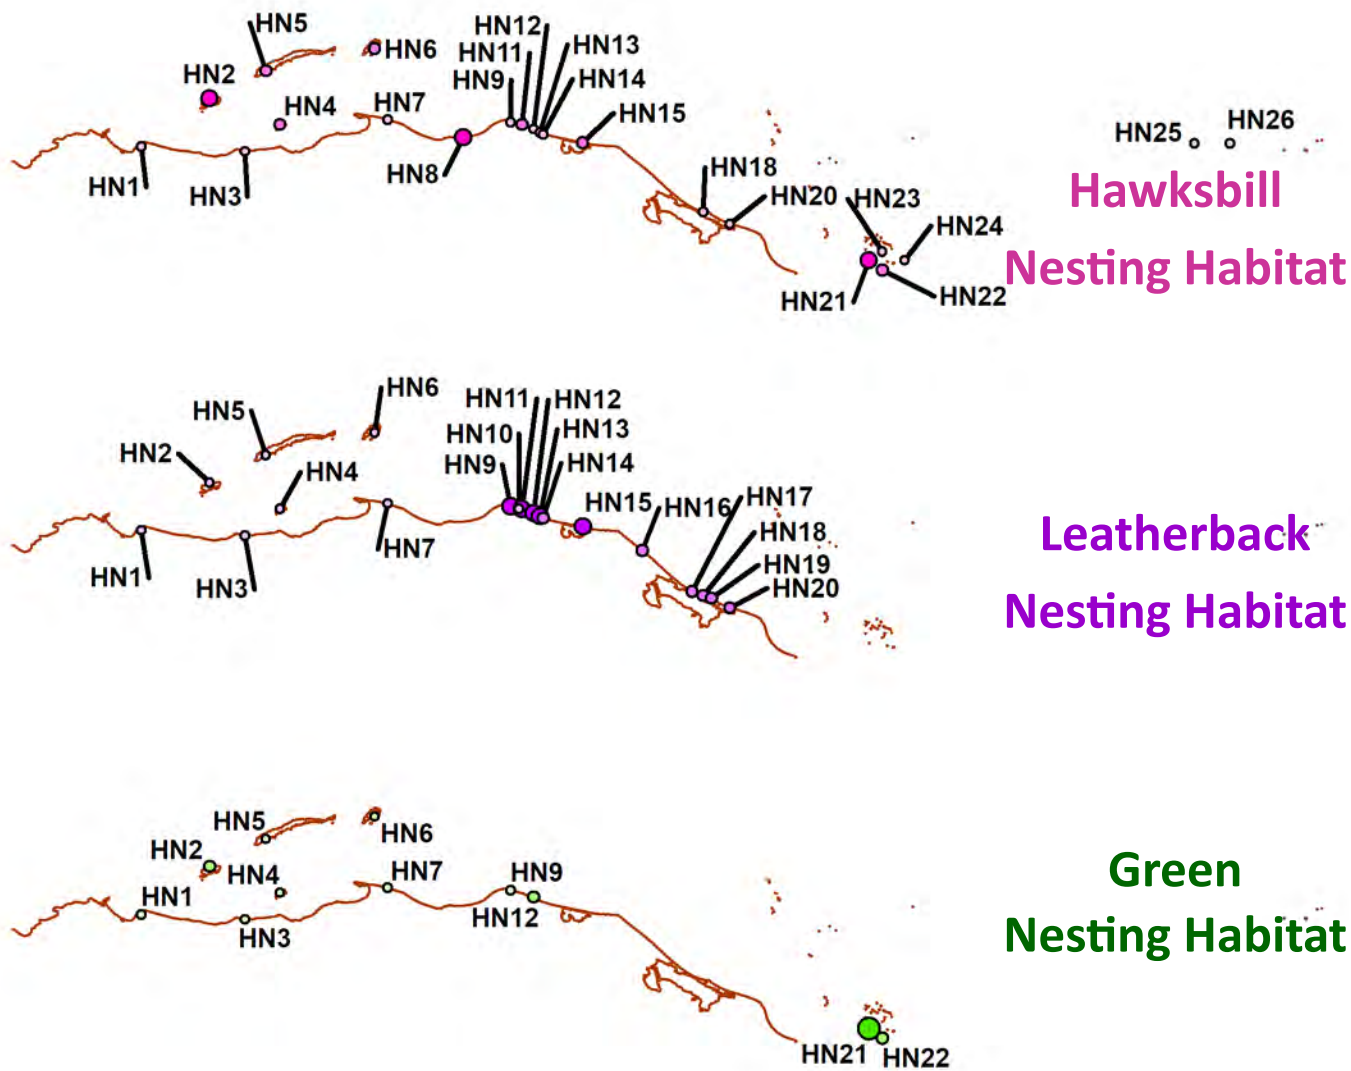 HN5
HN12
HN6
HN11
HN13
HN2
HN9
HN14
HN4
HN7
HN15
HN25
HN26
HN1
HN3
HN8
HN18
HN20
HN23
HN24
HN21
HN22
Hawksbill
Nesting Habitat
HN6
HN5
HN11
HN12
HN10
HN13
HN2
HN4
HN9
HN14
HN15
HN16
HN17
HN18
HN7
HN19
HN1
HN3
HN20
Leatherback
Nesting Habitat
HN5
HN6
HN2
HN4
HN7
HN9
HN1
HN12
HN3
HN21
HN22
Green
Nesting Habitat